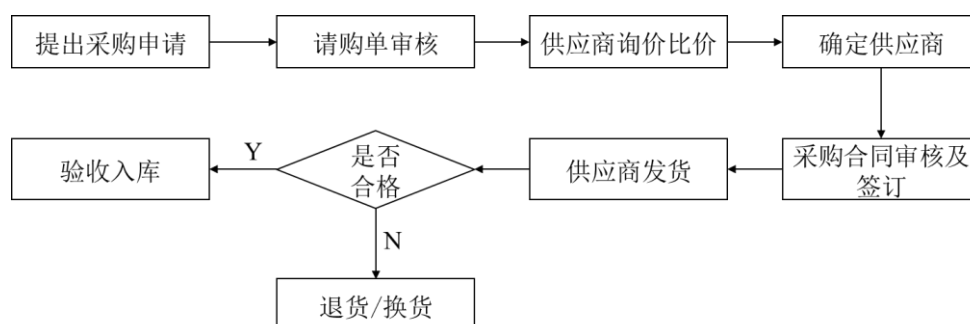 提出采购申请
请购单审核
供应商询价比价
确定供应商
采购合同审核及
签订
供应商发货
是否
合格
Y
验收入库
N
退货/换货